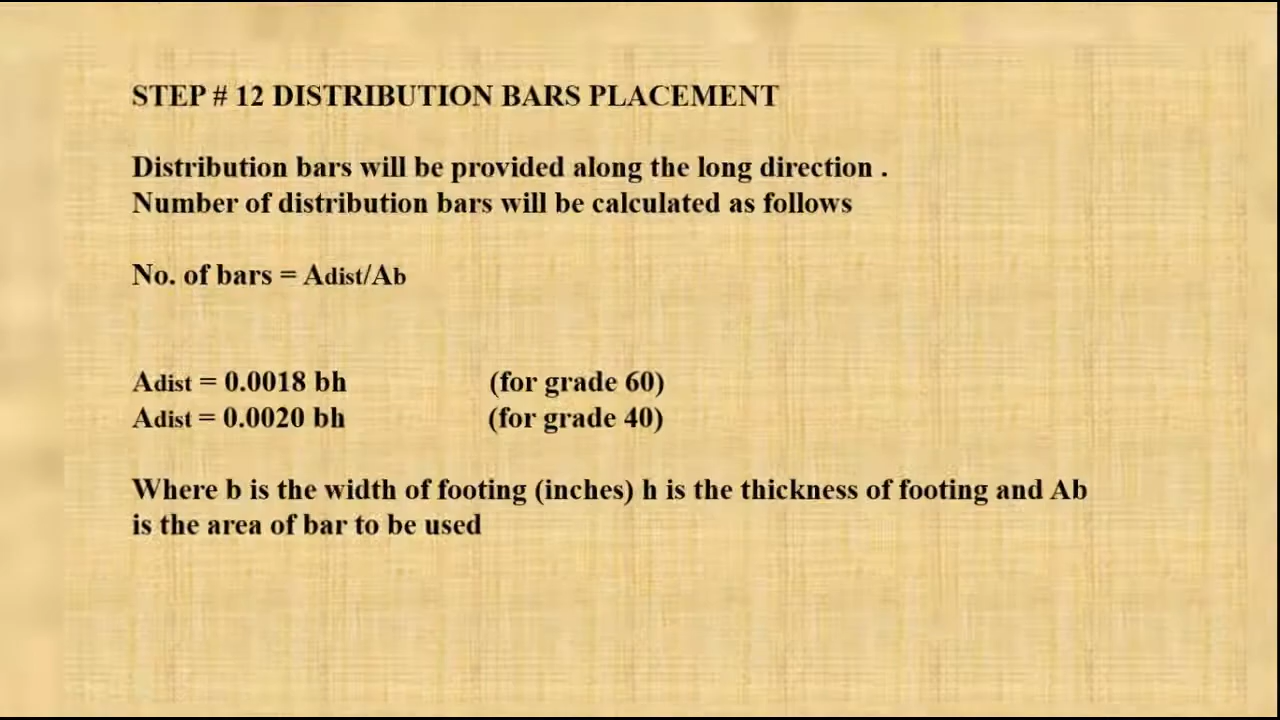 STEP # 12 DISTRIBUTION BARS PLACEMENT
Distribution bars will be provided along the long direction .
Number of distribution bars will be calculated as follows
No. of bars = Adist/Ab
Adist = 0.0018 bh (for grade 60)
Adist = 0.0020 bh (for grade 40)
Where b is the width of footing (inches) h is the thickness of footing and Ab
is the area of bar to be used